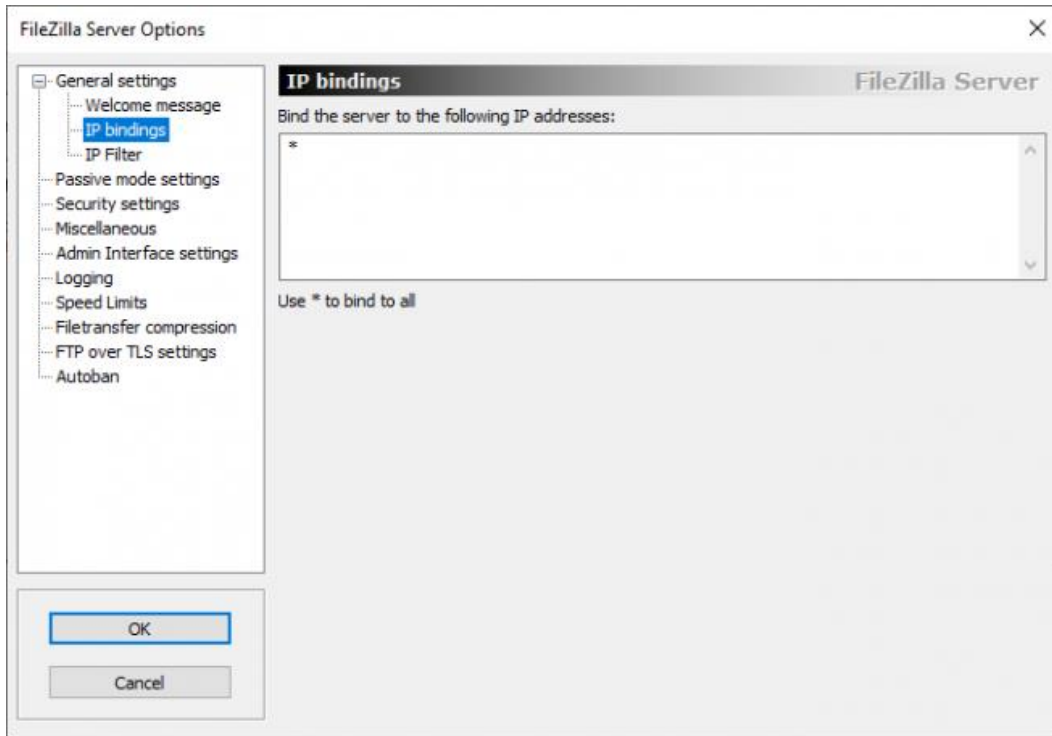 FileZilla Server Options
General settings
Welcome message
IP bindings
IP Filter
Passive mode settings
Security settings
Miscellaneous
Admin Interface settings
Logging
Speed Limits
Filetransfer compression
FTP over TLS settings
Autoban
OK
Cancel
IP bindings
FileZilla Server
Bind the server to the following IP addresses:
*
Use * to bind to all